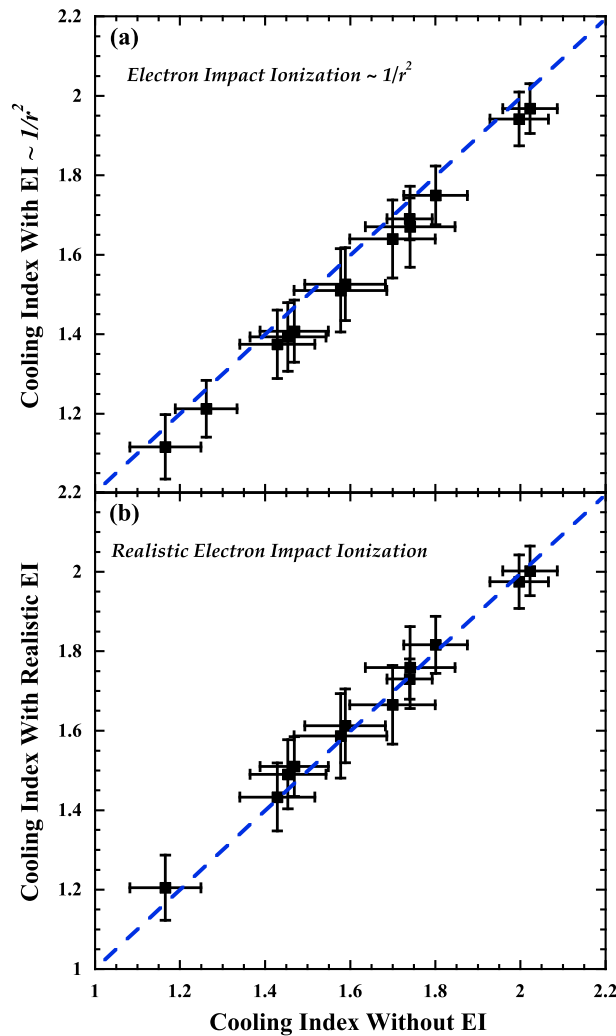 2.2
(a)
Electron Impact Ionization ~ 1/r²
2
1.8
1.6
1.4
1.2
Cooling Index With EI ~ 1/r²
2.2
(b)
Realistic Electron Impact Ionization
2
1.8
1.6
1.4
1.2
1
Cooling Index With Realistic EI
1 1.2 1.4 1.6 1.8 2 2.2
Cooling Index Without EI